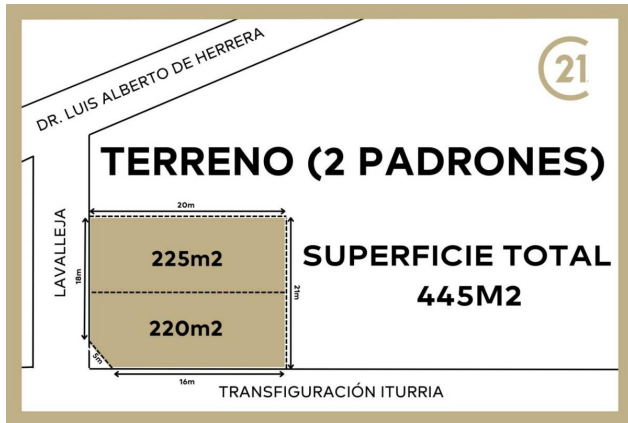 DR. LUIS ALBERTO DE HERRERA
21
TERRENO (2 PADRONES)
20m
LAVALLEJA
18m
225m2
21m
SUPERFICIE TOTAL
445M2
220m2
5m
16m
TRANSFIGURACIÓN ITURRIA